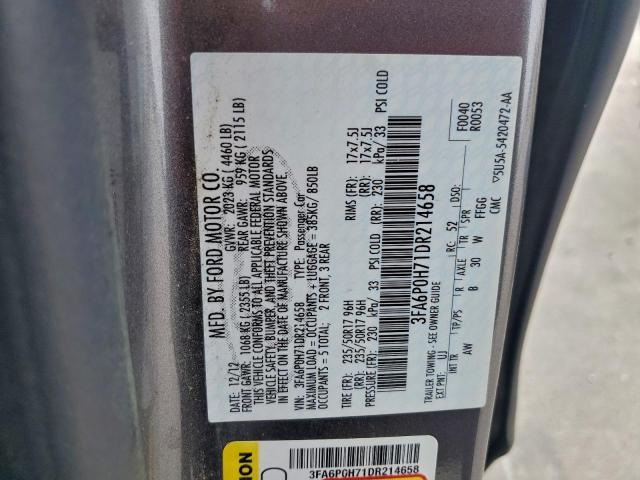 MFD. BY FORD MOTOR CO.
12/12 GVWR: 2023 KG ( 4460 LB)
FRONT GAWR: 1068 KG ( 2355 LB) REAR GAWR: 959 KG ( 2115 LB)
THIS VEHICLE CONFORMS TO ALL APPLICABLE FEDERAL MOTOR
VEHICLE SAFETY, BUMPER, AND THEFT PREVENTION STANDARDS
IN EFFECT ON THE DATE OF MANUFACTURE SHOWN ABOVE.
VIN: 3FA6P0H71DR214658 TYPE: Passenger Car
MAXIMUM LOAD = OCCUPANTS + LUGGAGE = 385KG/ 850LB
OCCUPANTS = 5 TOTAL: 2 FRONT, 3 REAR
TIRE (FR): 235/50R17 96H RIMS (FR): 17x7.5J
TIRE (RR): 235/50R17 96H (RR): 17x7.5J
PRESSURE (FR): 230 kPa/ 33 PSI COLD (RR): 230 kPa/ 33 PSI COLD
3FA6P0H71DR214658
TRAILER TOWING - SEE OWNER GUIDE
F0040
R0053
EXT PNT: UJ RC: 52 DSO:
INT TR TP/PS R AXLE TR SPR
AW B 30 W FFGG
CMC ▽5U5A-5420472-AA
3FA6P0H71DR214658